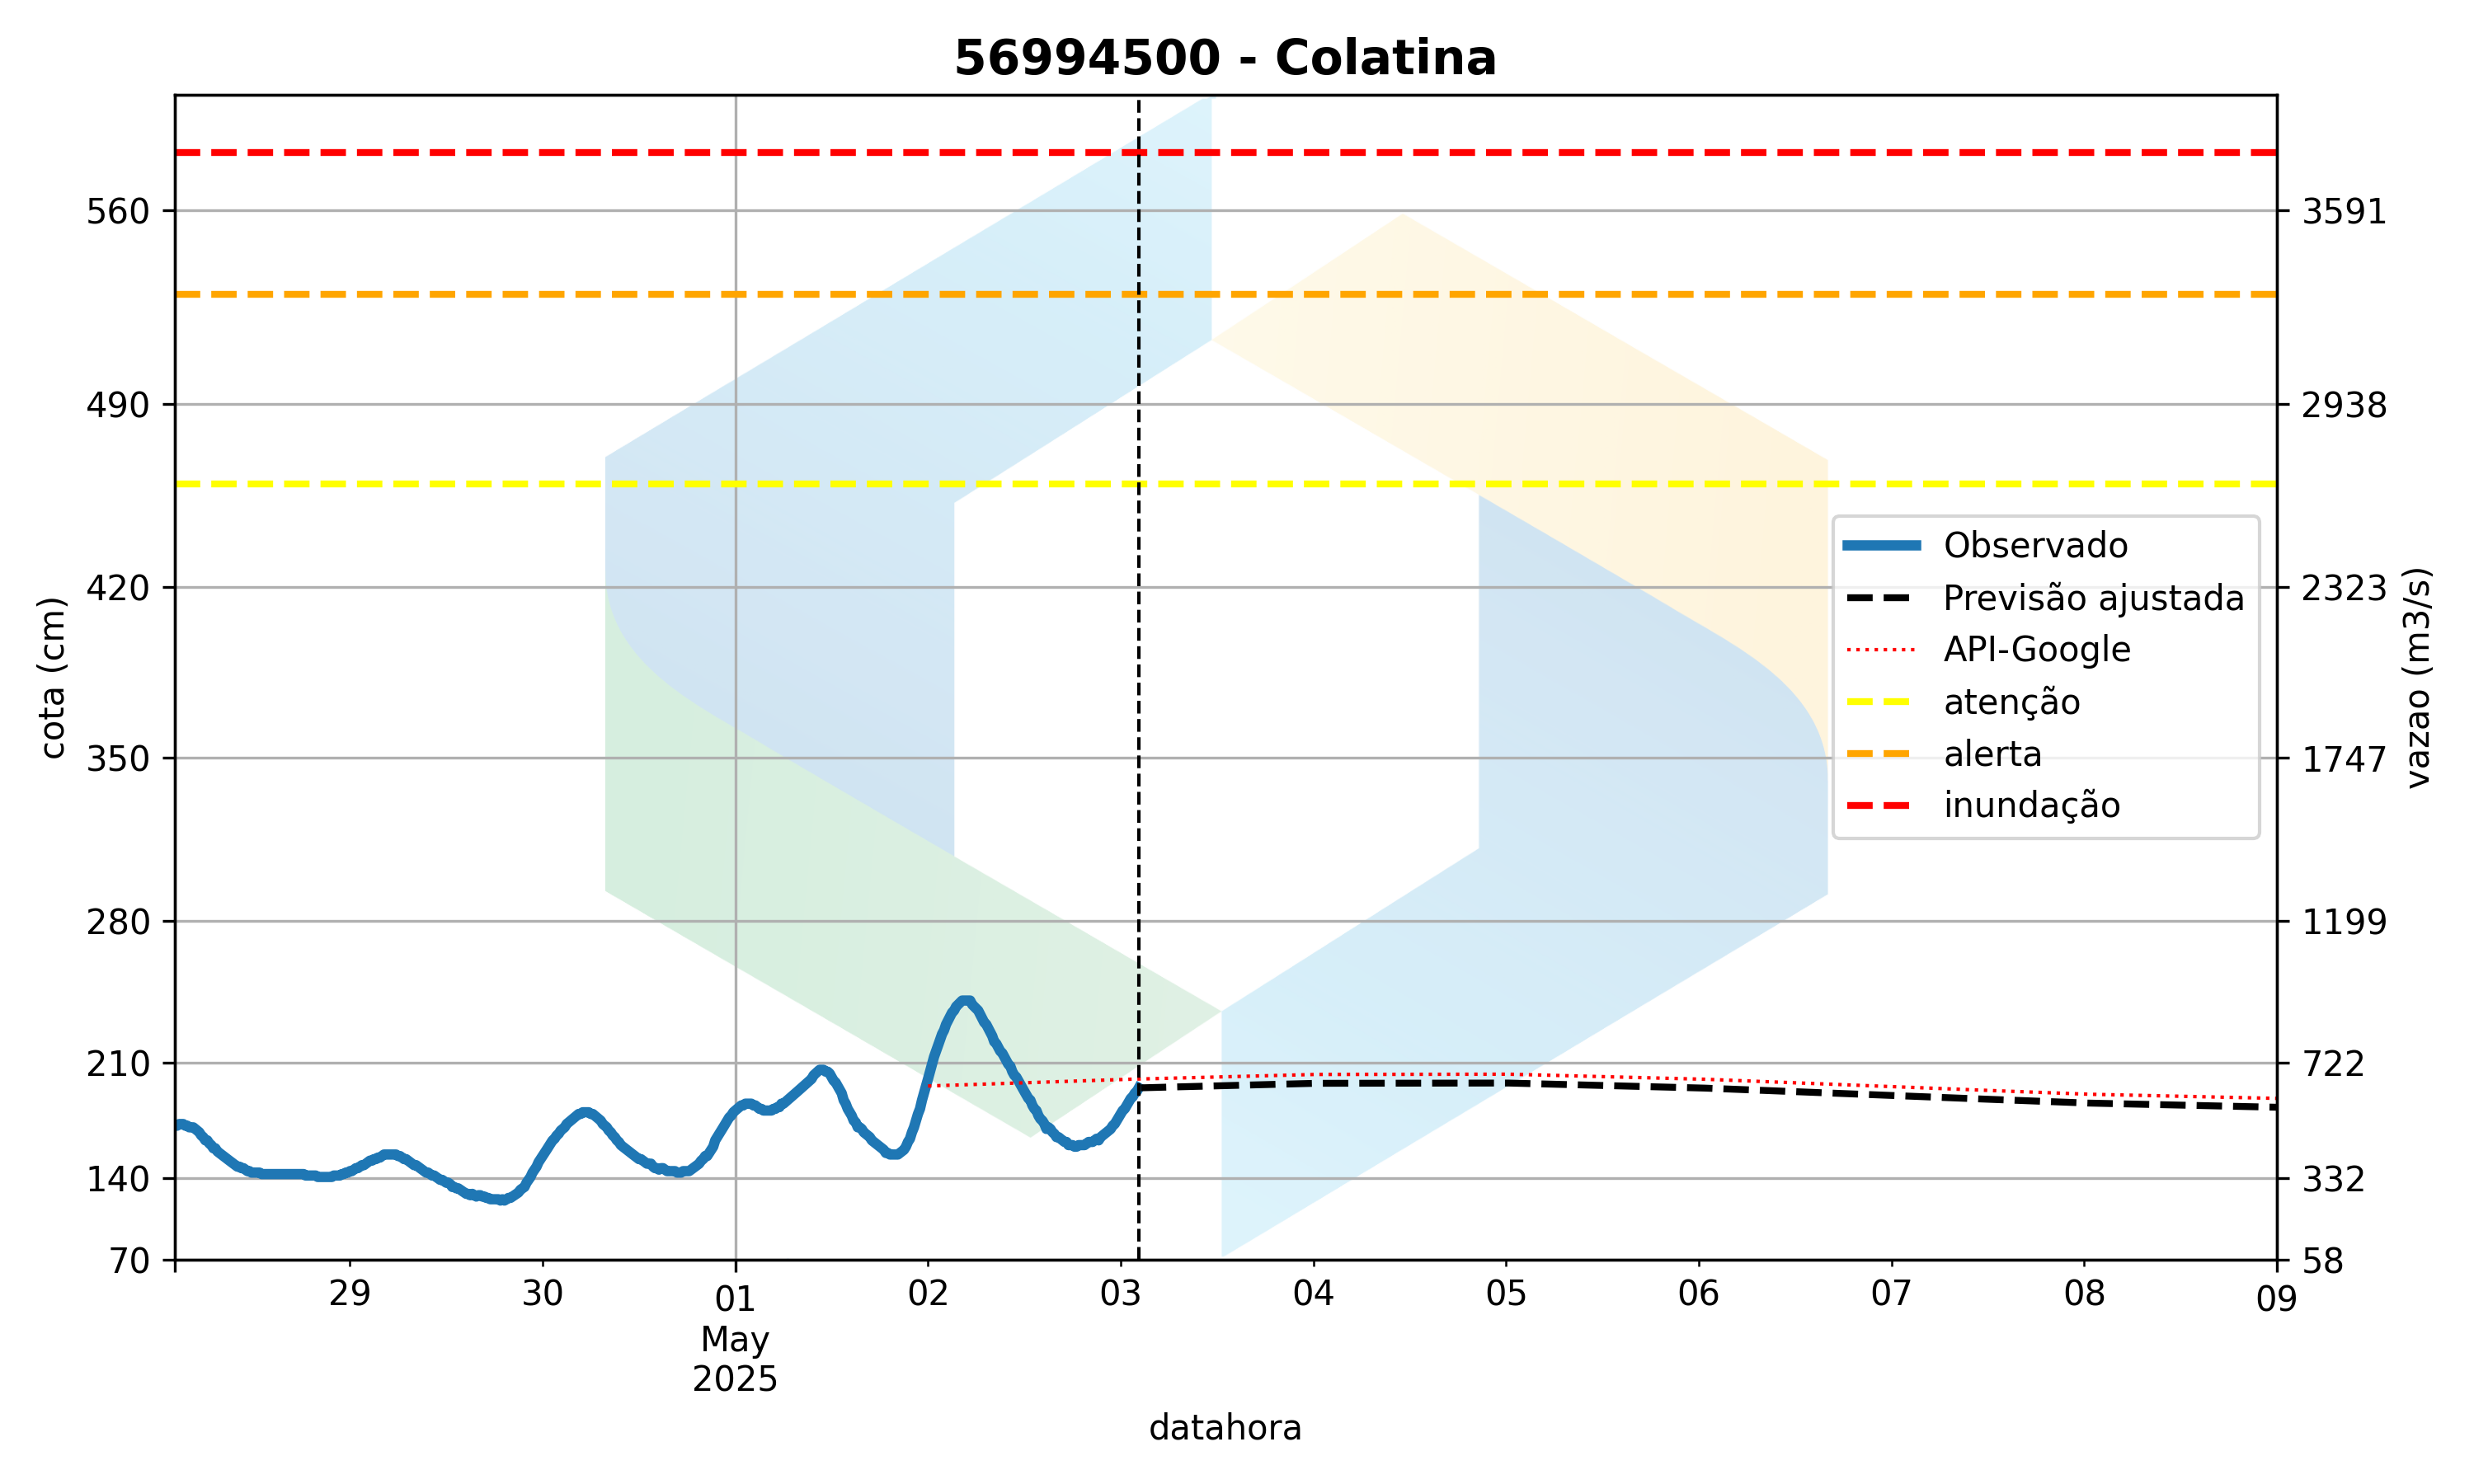 56994500 - Colatina
560
490
420
350
280
210
140
70
cota (cm)
3591
2938
2323
1747
1199
722
332
58
vazao (m3/s)
Observado
Previsão ajustada
API-Google
atenção
alerta
inundação
29
30
01
May
2025
02
03
04
05
06
07
08
09
datahora